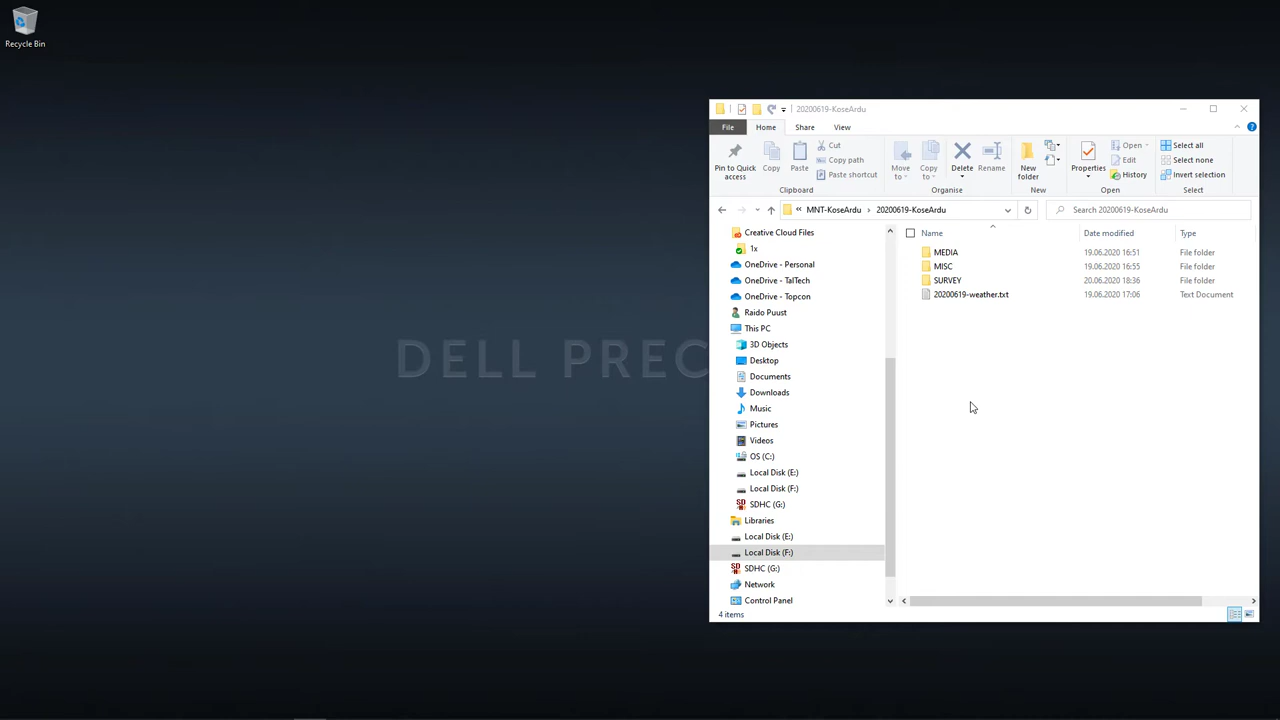 Recycle Bin
DELL PREC
20200619-KoseArdu
File Home Share View
Pin to Quick access
Copy
Paste
Cut
Copy path
Paste shortcut
Clipboard
Move to
Copy to
Delete
Rename
Organise
New folder
New
Properties
Open
Edit
History
Open
Select all
Select none
Invert selection
Select
« MNT-KoseArdu > 20200619-KoseArdu
Search 20200619-KoseArdu
Creative Cloud Files
1x
OneDrive - Personal
OneDrive - TalTech
OneDrive - Topcon
Raido Puust
This PC
3D Objects
Desktop
Documents
Downloads
Music
Pictures
Videos
OS (C:)
Local Disk (E:)
Local Disk (F:)
SDHC (G:)
Libraries
Local Disk (E:)
Local Disk (F:)
SDHC (G:)
Network
Control Panel
Name Date modified Type
MEDIA 19.06.2020 16:51 File folder
MISC 19.06.2020 16:55 File folder
SURVEY 20.06.2020 18:36 File folder
20200619-weather.txt 19.06.2020 17:06 Text Document
4 items